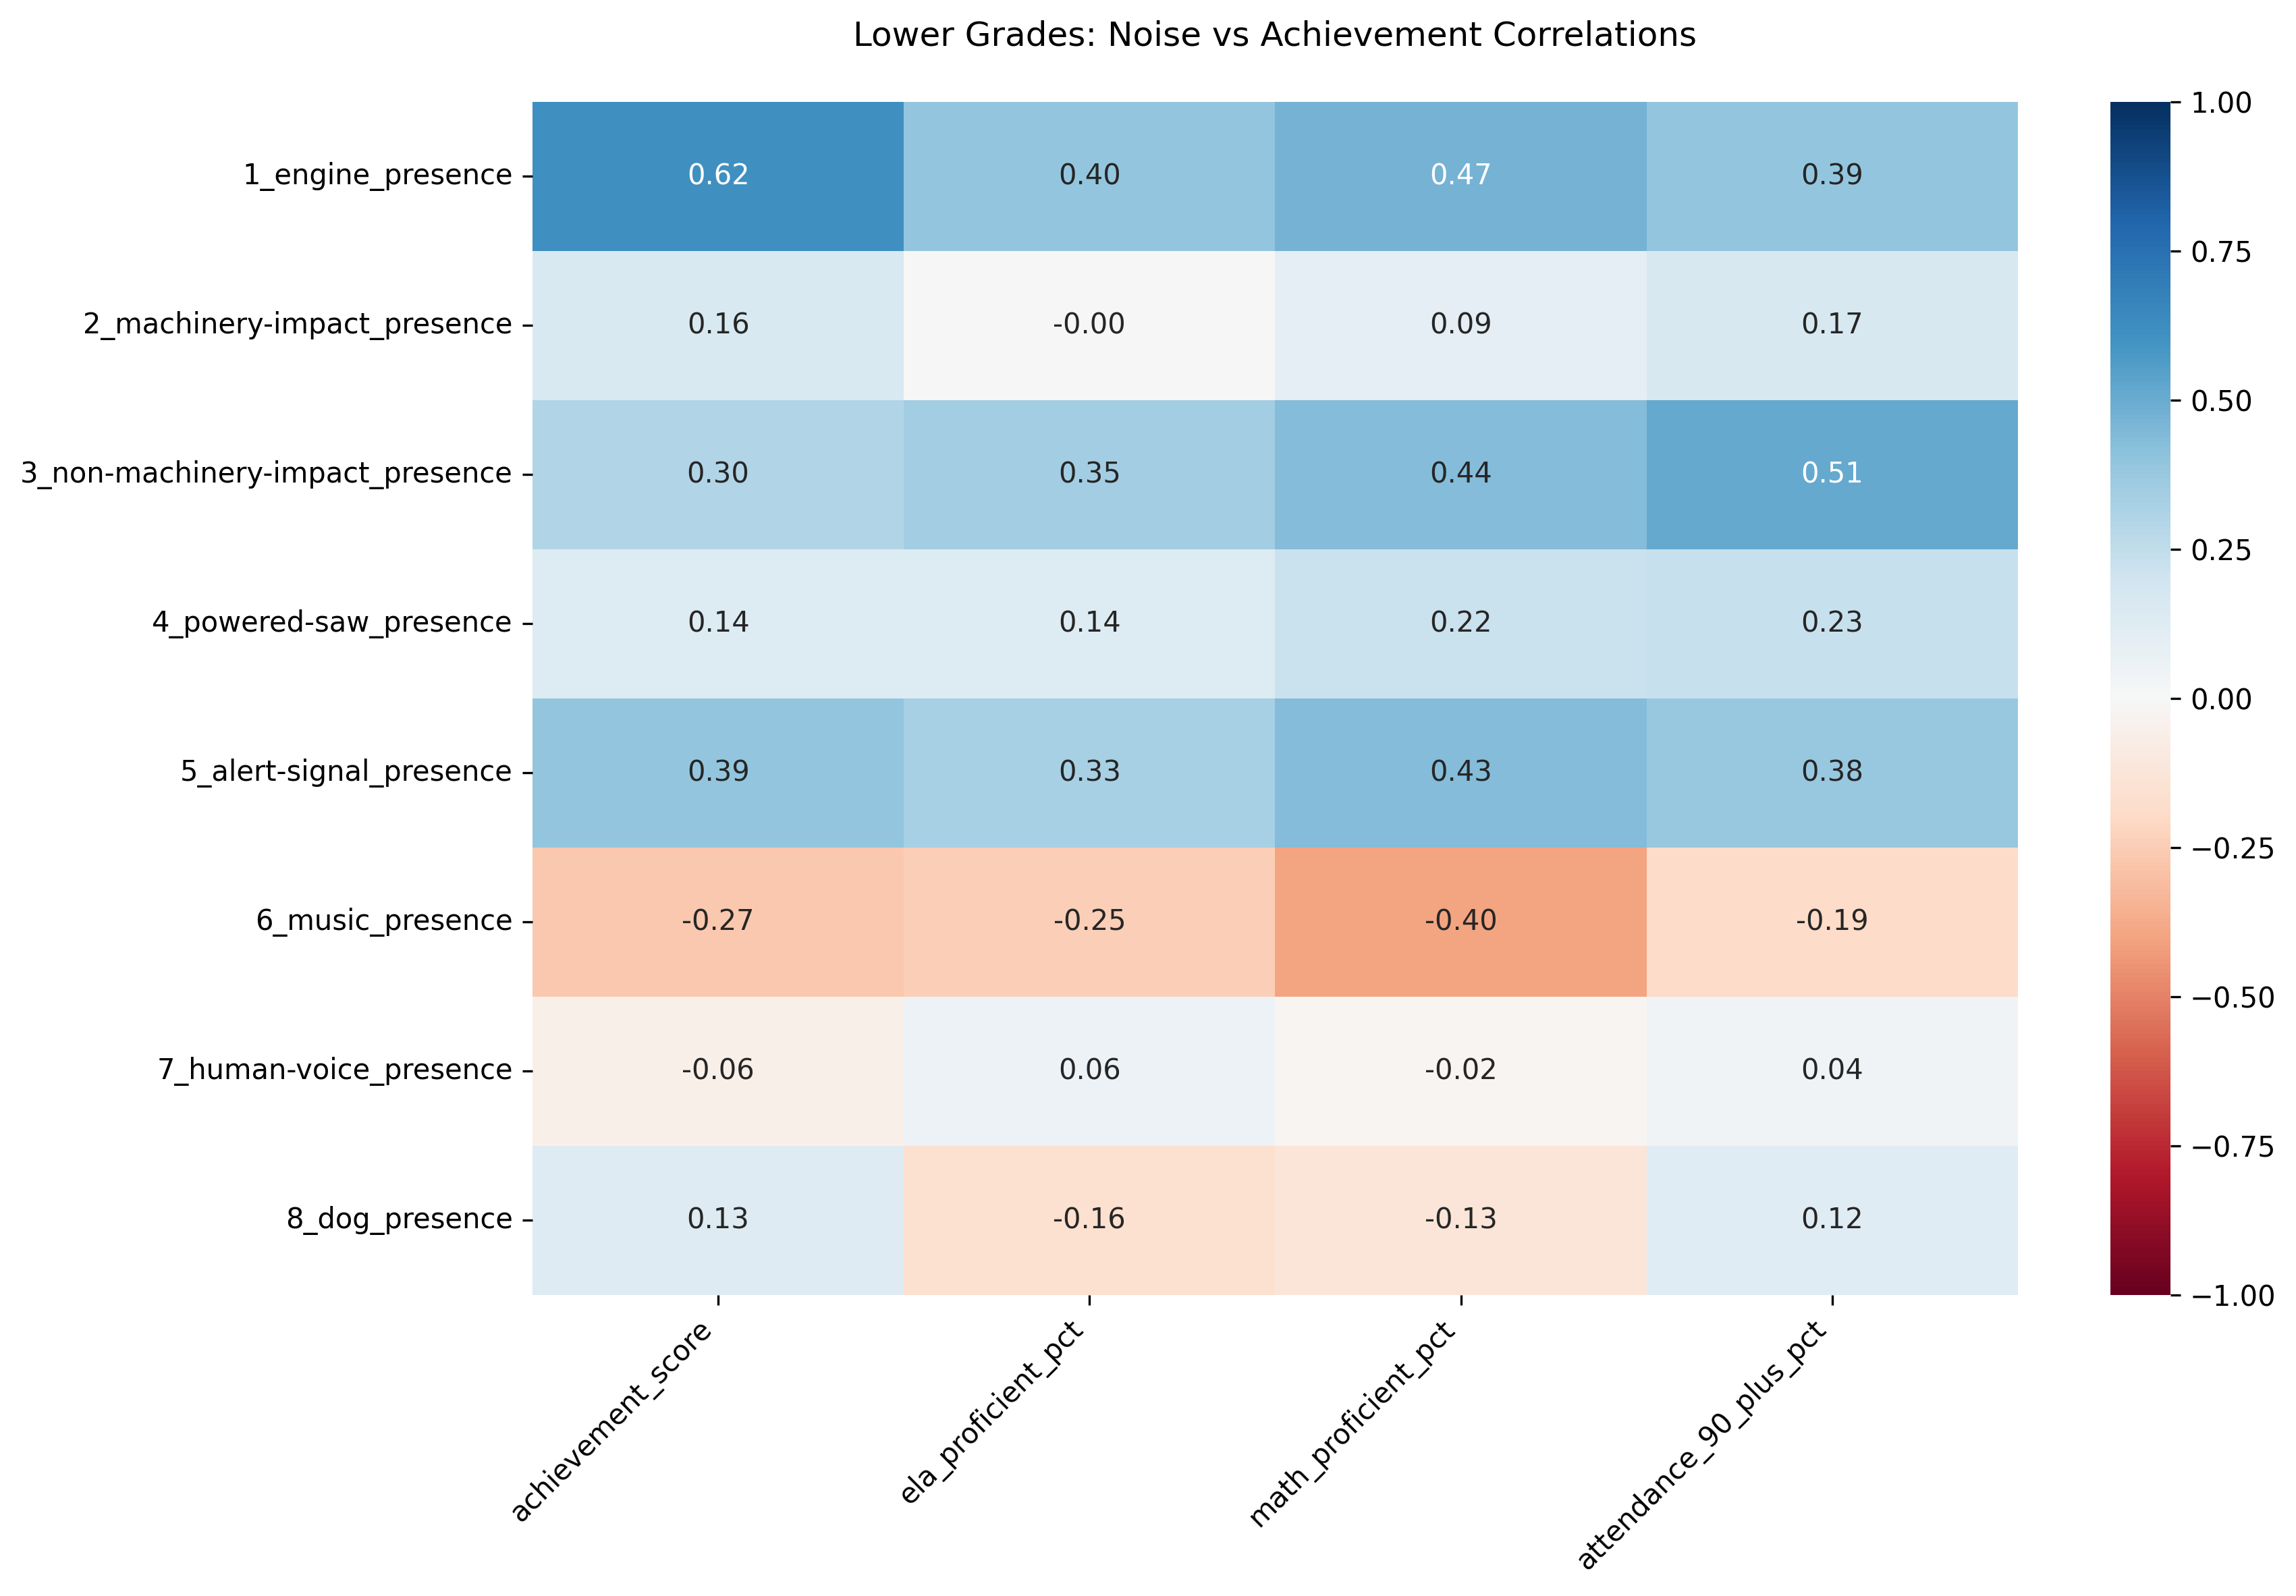 Lower Grades: Noise vs Achievement Correlations
1_engine_presence 0.62 0.40 0.47 0.39
2_machinery-impact_presence 0.16 -0.00 0.09 0.17
3_non-machinery-impact_presence 0.30 0.35 0.44 0.51
4_powered-saw_presence 0.14 0.14 0.22 0.23
5_alert-signal_presence 0.39 0.33 0.43 0.38
6_music_presence -0.27 -0.25 -0.40 -0.19
7_human-voice_presence -0.06 0.06 -0.02 0.04
8_dog_presence 0.13 -0.16 -0.13 0.12
achievement_score
ela_proficient_pct
math_proficient_pct
attendance_90_plus_pct
1.00
0.75
0.50
0.25
0.00
−0.25
−0.50
−0.75
−1.00